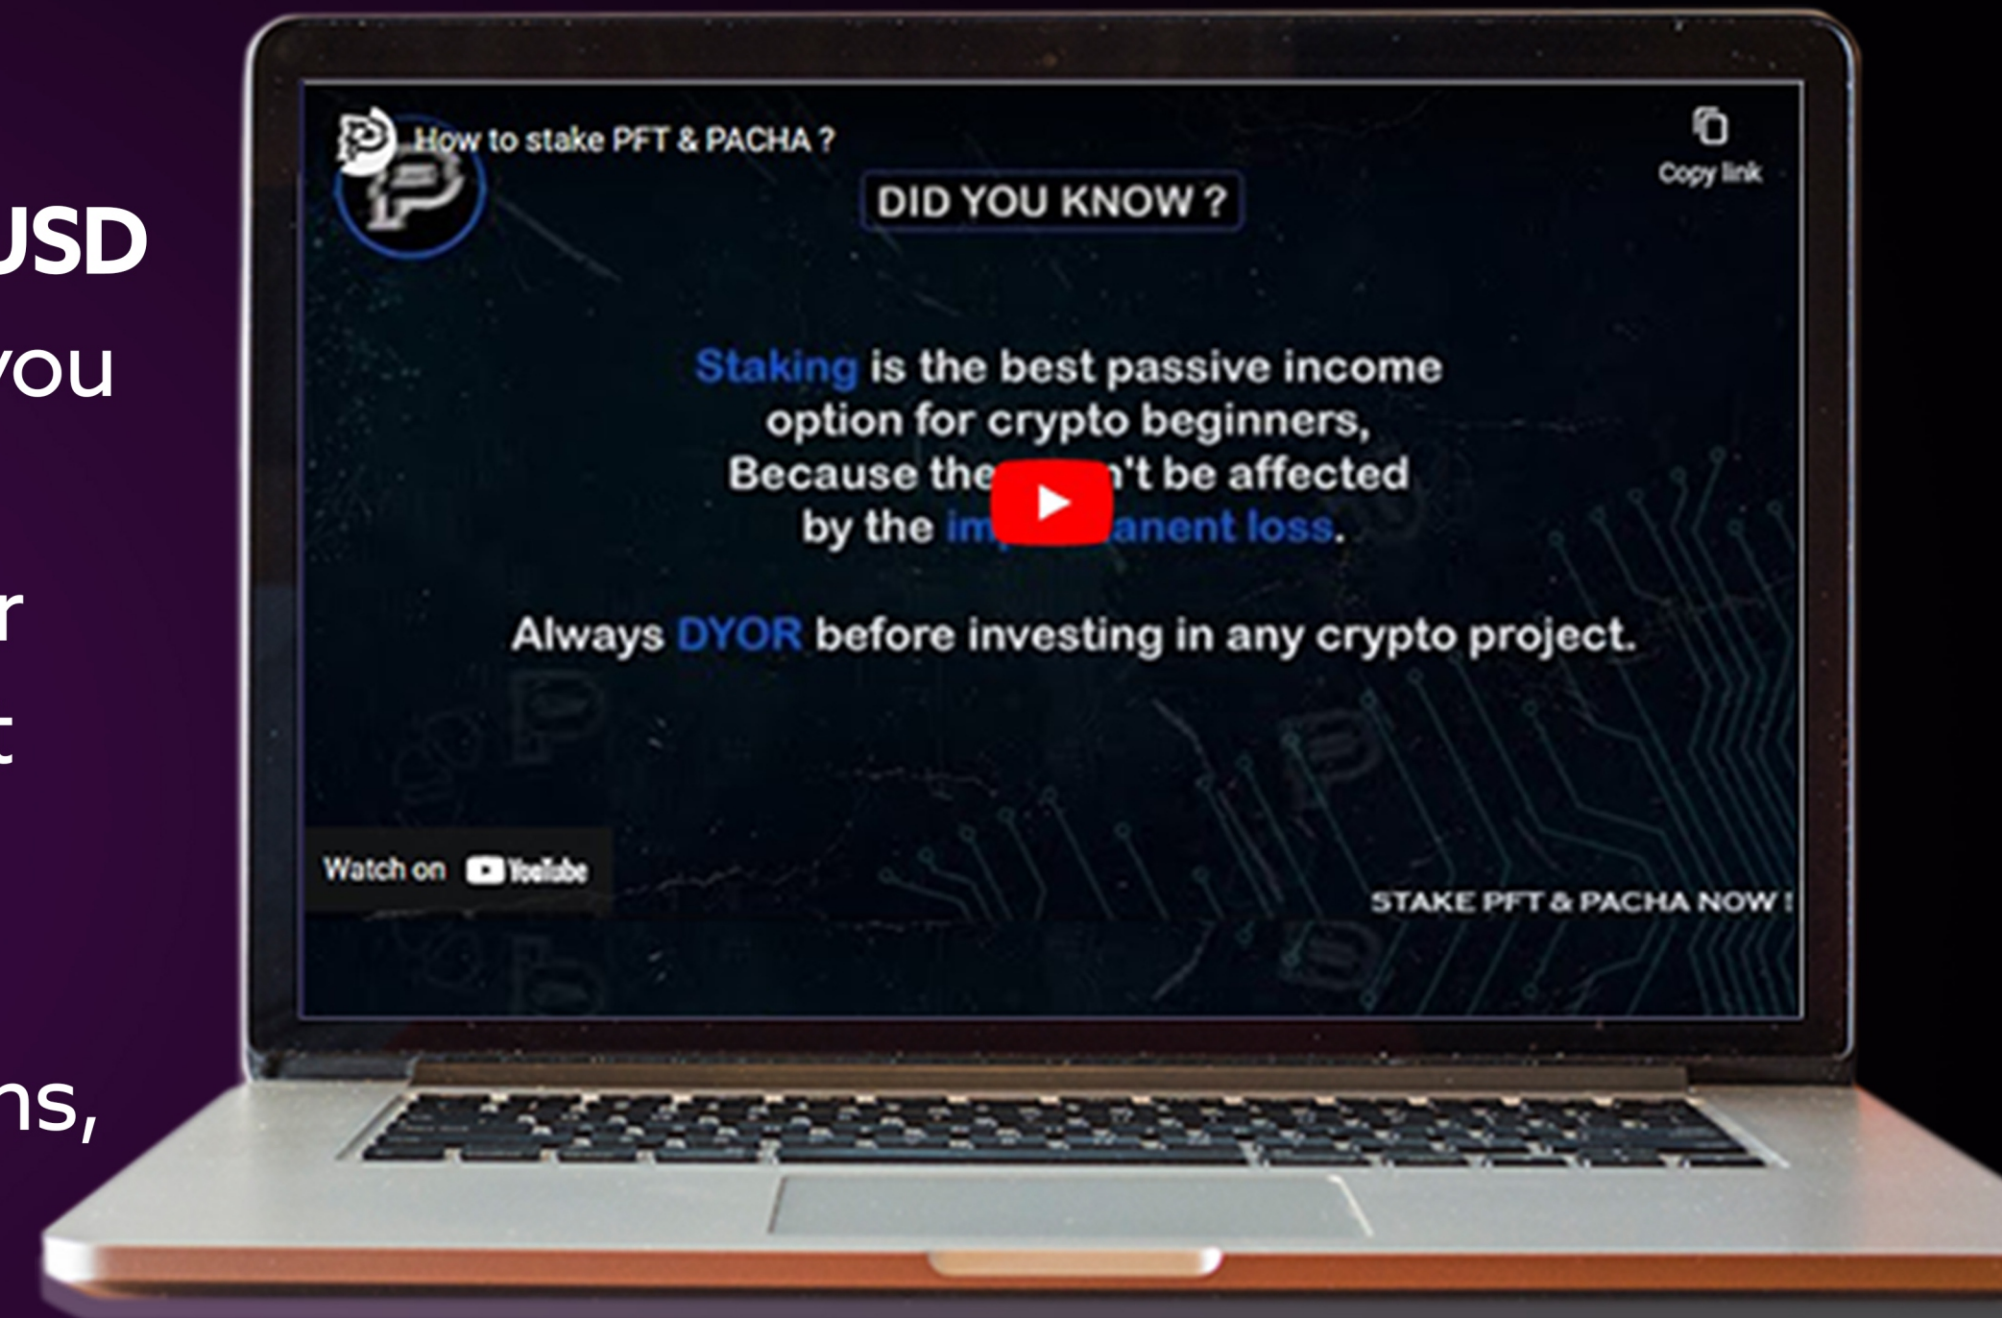 USD
you
r
t
ns,
How to stake PFT & PACHA ?
Copy link
DID YOU KNOW ?
Staking is the best passive income
option for crypto beginners,
Because 't be affected
by the loss.
Always DYOR before investing in any crypto project.
Watch on YouTube
STAKE PFT & PACHA NOW !